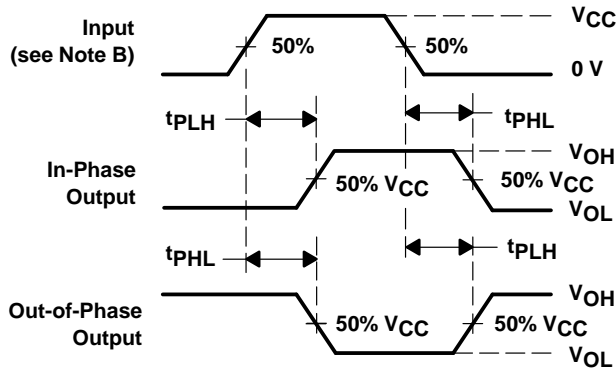 Input
(see Note B)
50%
50%
VCC
0 V
tPLH
tPHL
In-Phase
Output
50% VCC
50% VCC
VOH
VOL
tPHL
tPLH
Out-of-Phase
Output
50% VCC
50% VCC
VOH
VOL